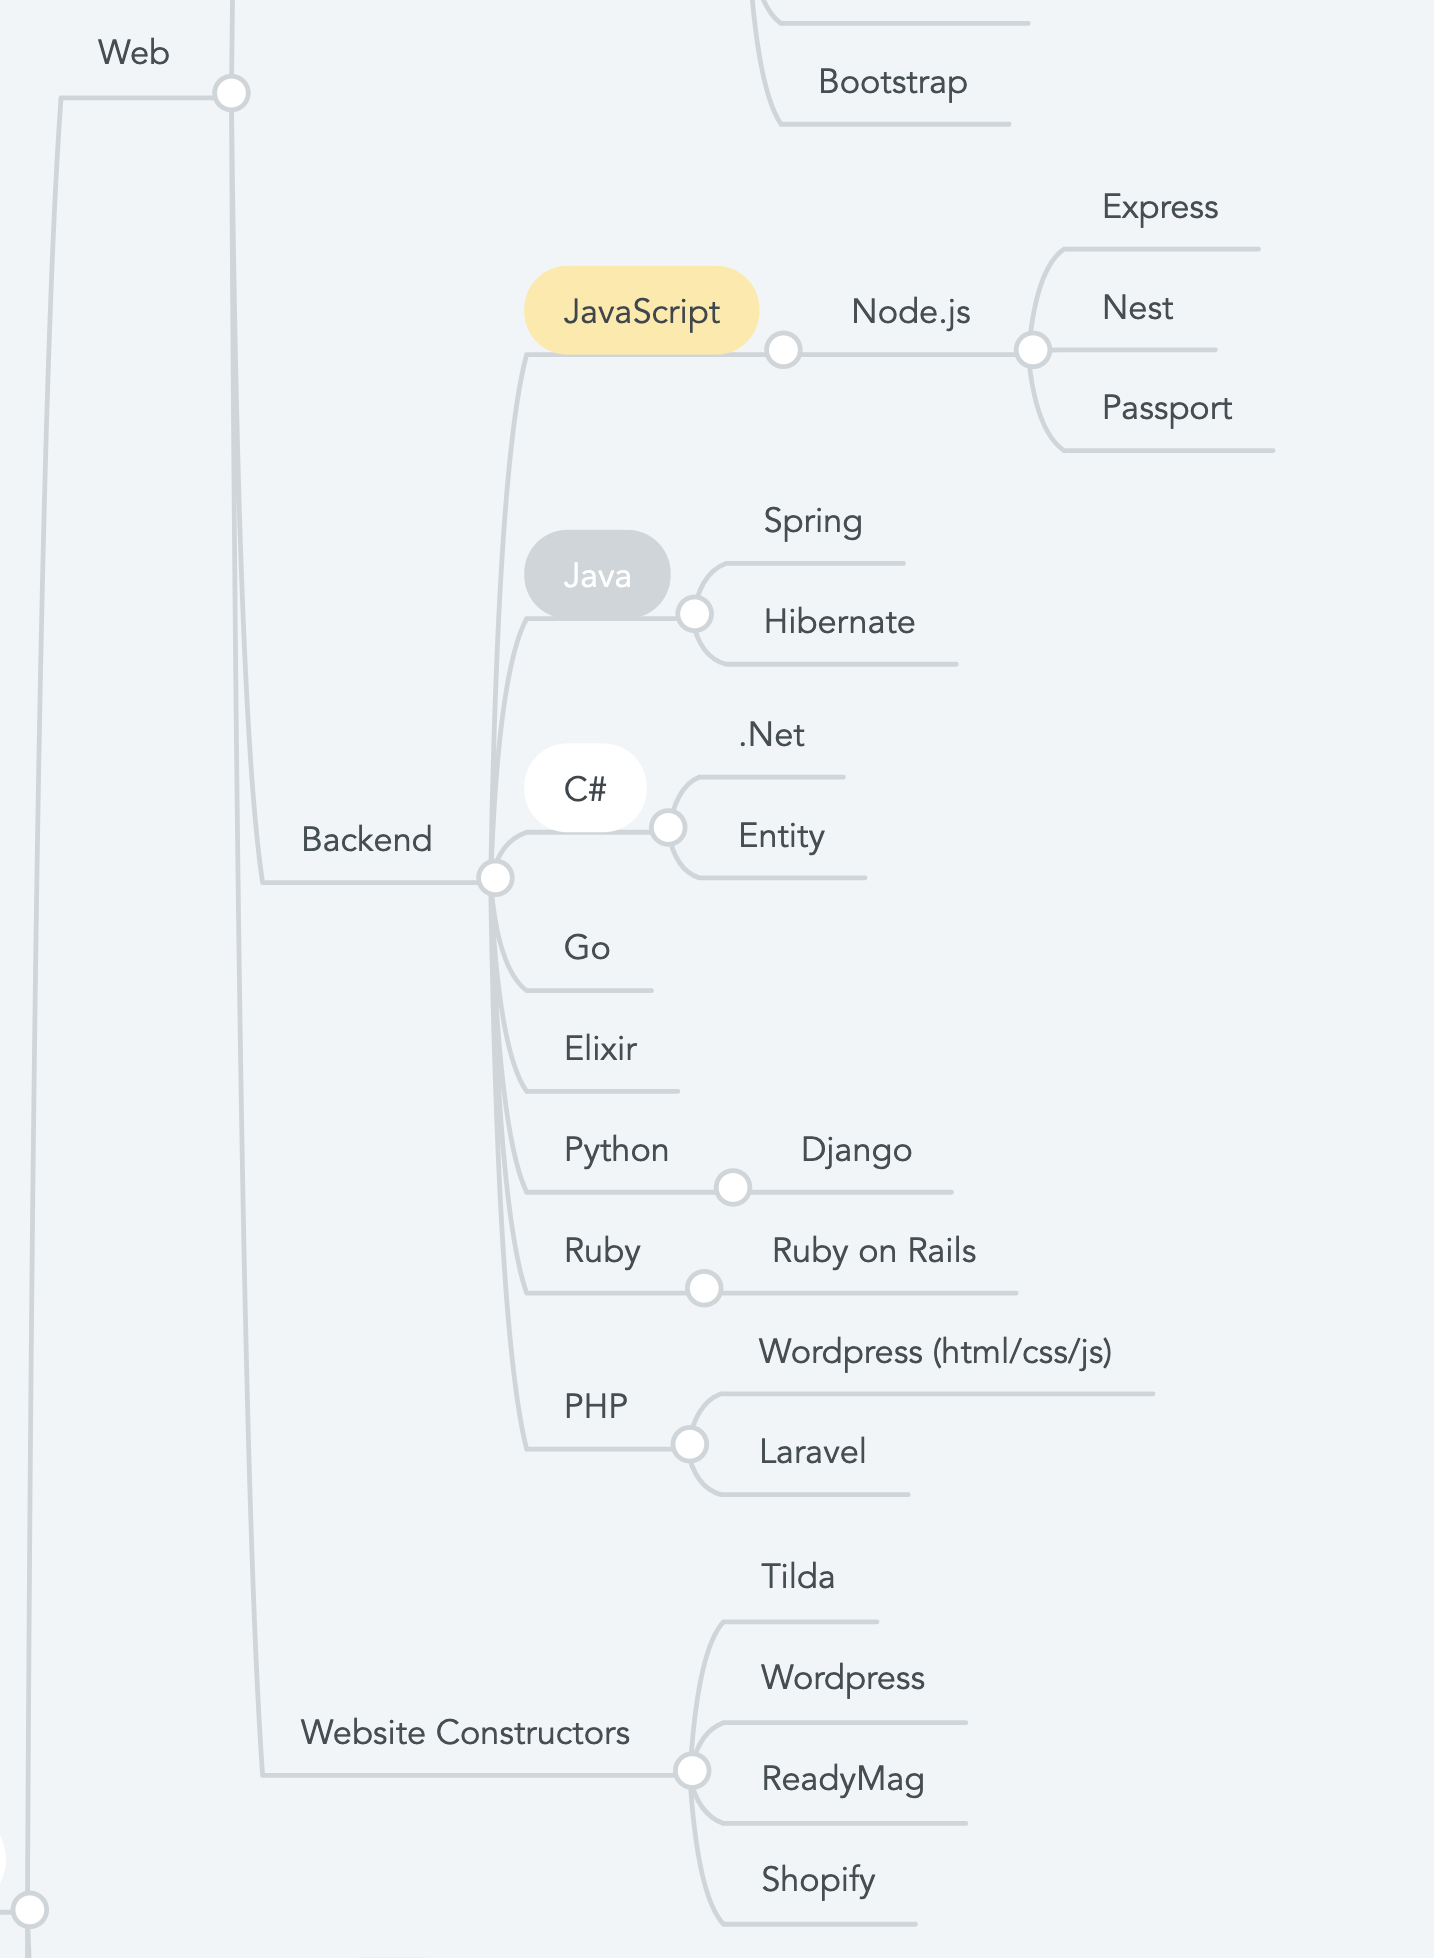 Web
Bootstrap
Express
JavaScript
Node.js
Nest
Passport
Spring
Java
Hibernate
.Net
C#
Entity
Backend
Go
Elixir
Python
Django
Ruby
Ruby on Rails
Wordpress (html/css/js)
PHP
Laravel
Tilda
Wordpress
Website Constructors
ReadyMag
Shopify